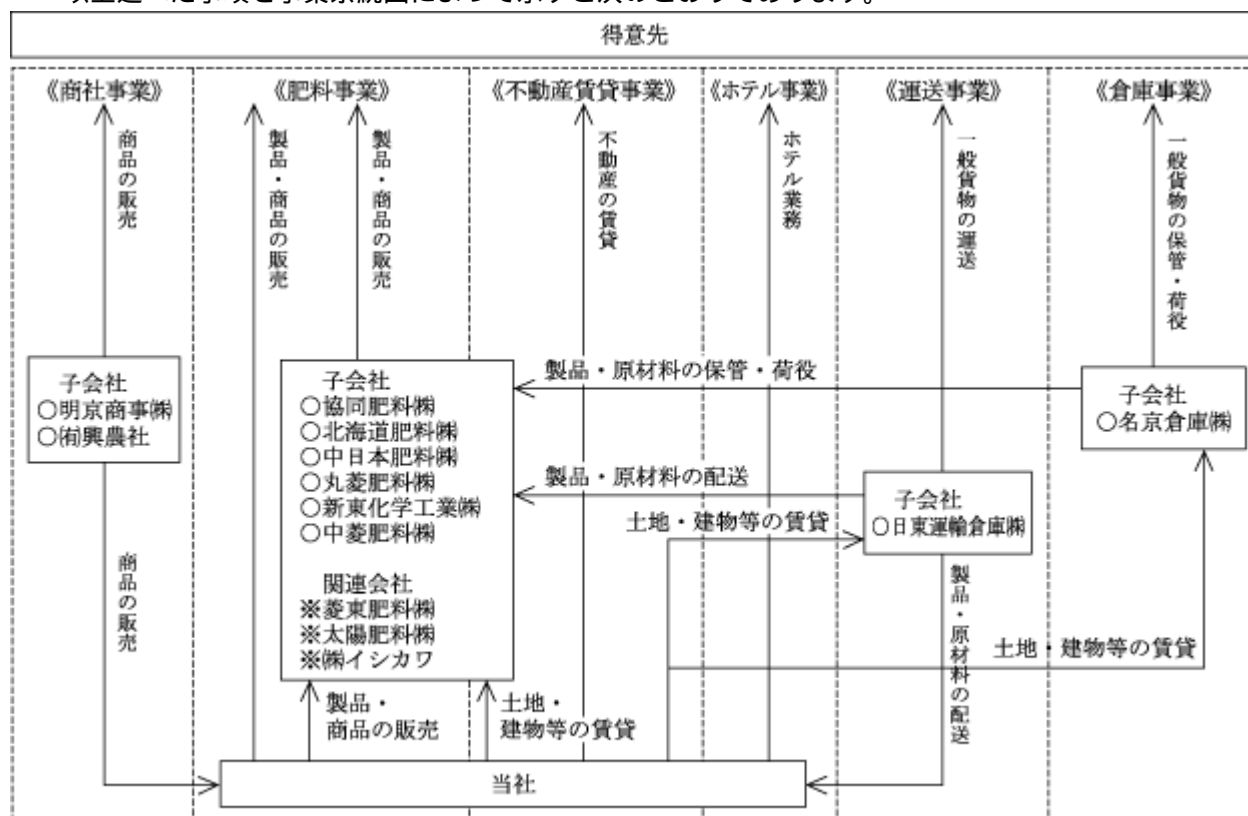 得意先
《商社事業》
《肥料事業》
《不動産賃貸事業》
《ホテル事業》
《運送事業》
《倉庫事業》
商品の販売
製品・商品の販売
製品・商品の販売
不動産の賃貸
ホテル業務
一般貨物の運送
一般貨物の保管・荷役
子会社
○明京商事㈱
○㈲興農社
子会社
○協同肥料㈱
○北海道肥料㈱
○中日本肥料㈱
○丸菱肥料㈱
○新東化学工業㈱
○中菱肥料㈱
関連会社
※菱東肥料㈱
※太陽肥料㈱
※㈱イシカワ
製品・原材料の保管・荷役
子会社
○名京倉庫㈱
製品・原材料の配送
子会社
○日東運輸倉庫㈱
土地・建物等の賃貸
商品の販売
製品・原材料の配送
土地・建物等の賃貸
製品・
商品の販売
土地・
建物等の賃貸
当社